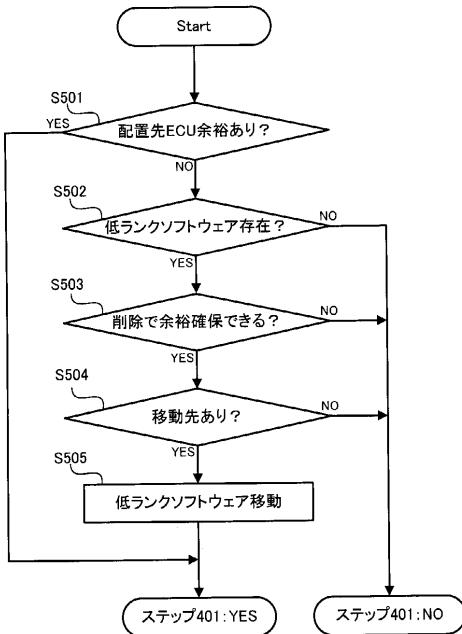 Start
S501
YES
配置先ECU余裕あり?
NO
S502
低ランクソフトウェア存在?
NO
YES
S503
削除で余裕確保できる?
NO
YES
S504
移動先あり?
NO
YES
S505
低ランクソフトウェア移動
ステップ401:YES
ステップ401:NO